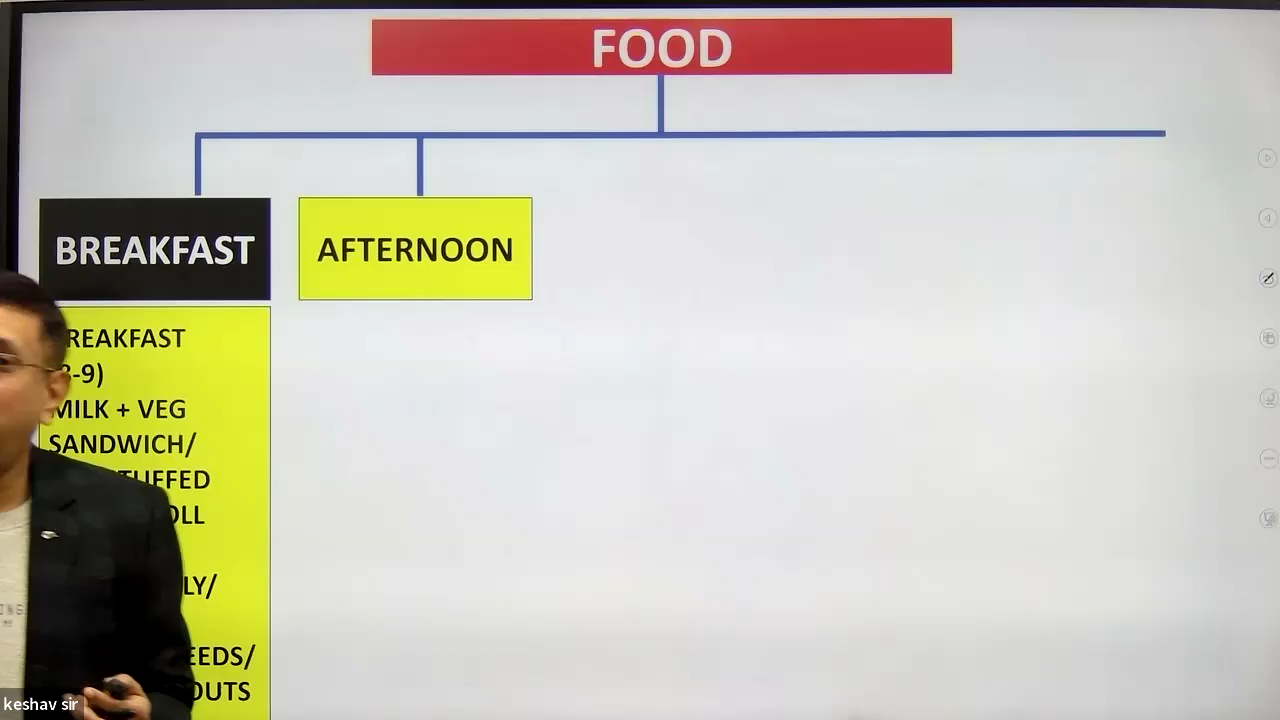 FOOD
BREAKFAST
AFTERNOON
REAKFAST
-9)
MILK + VEG
SANDWICH/
TUFFED
OLL
LY/
EEDS/
OUTS
keshav sir